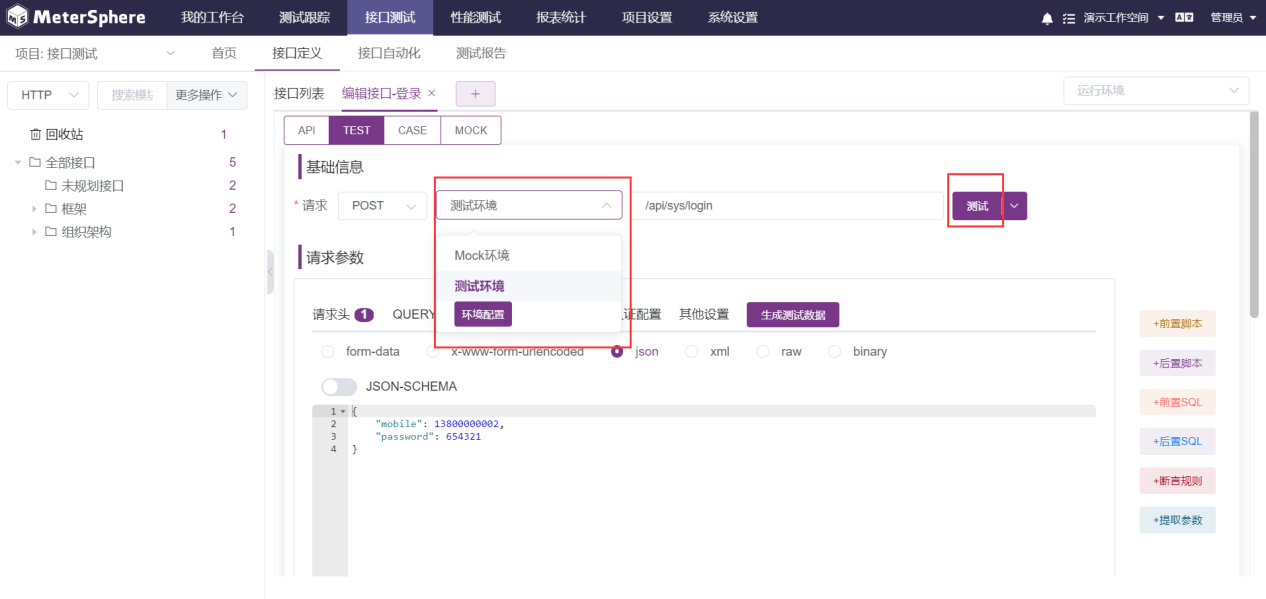 MeterSphere 我的工作台 测试跟踪 接口测试 性能测试 报表统计 项目设置 系统设置 演示工作空间 管理员
项目: 接口测试 首页 接口定义 接口自动化 测试报告
HTTP 搜索模块 更多操作 接口列表 编辑接口-登录 × + 运行环境
回收站 1
全部接口 5
未规划接口 2
框架 2
组织架构 1
API TEST CASE MOCK
基础信息
* 请求 POST 测试环境 /api/sys/login 测试
Mock环境
测试环境
环境配置
请求参数
请求头 1 QUERY 证配置 其他设置 生成测试数据
form-data x-www-form-urlencoded json xml raw binary
JSON-SCHEMA
1 {
2 "mobile": 13800000002,
3 "password": 654321
4 }
+前置脚本
+后置脚本
+前置SQL
+后置SQL
+断言规则
+提取参数